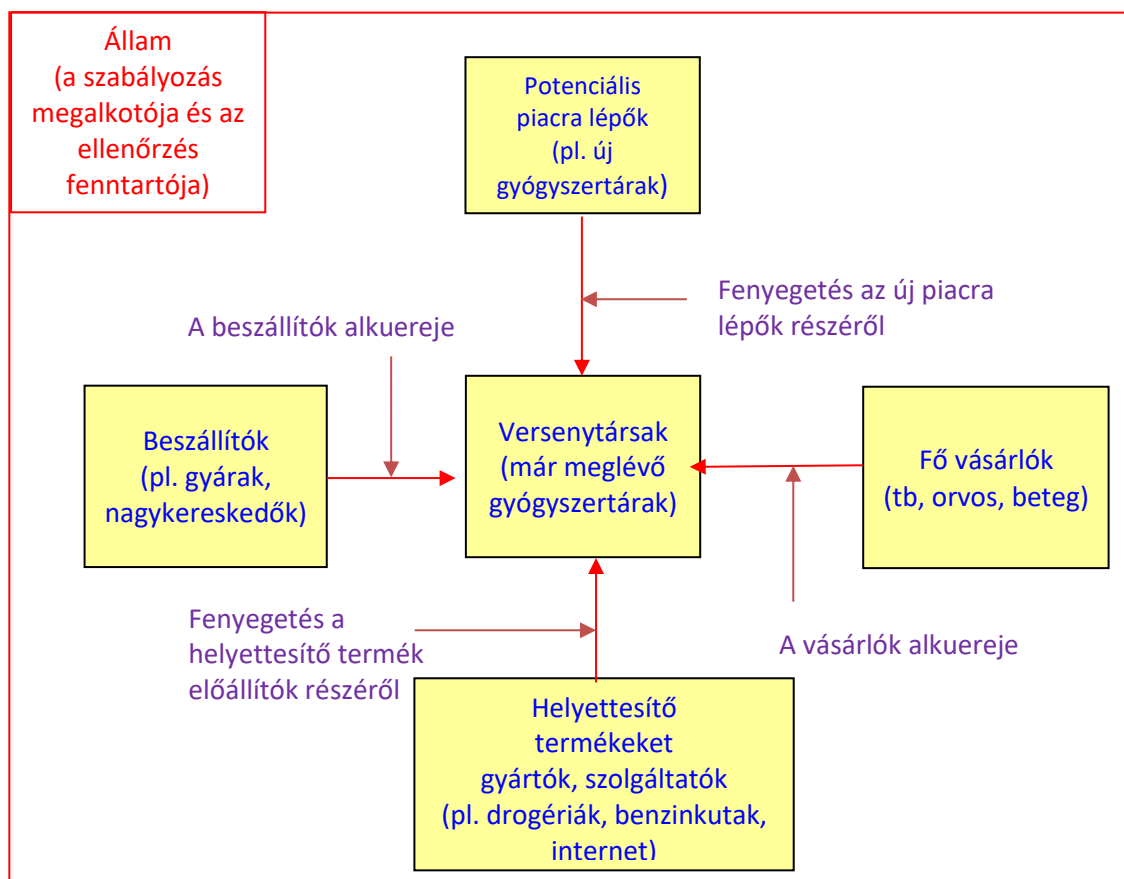 Állam
(a szabályozás
megalkotója és az
ellenőrzés
fenntartója)
Potenciális
piacra lépők
(pl. új
gyógyszertárak)
Fenyegetés az új piacra
lépők részéről
A beszállítók alkuereje
Beszállítók
(pl. gyárak,
nagykereskedők)
Versenytársak
(már meglévő
gyógyszertárak)
Fő vásárlók
(tb, orvos, beteg)
Fenyegetés a
helyettesítő termék
előállítók részéről
A vásárlók alkuereje
Helyettesítő
termékeket
gyártók, szolgáltatók
(pl. drogériák, benzinkutak,
internet)